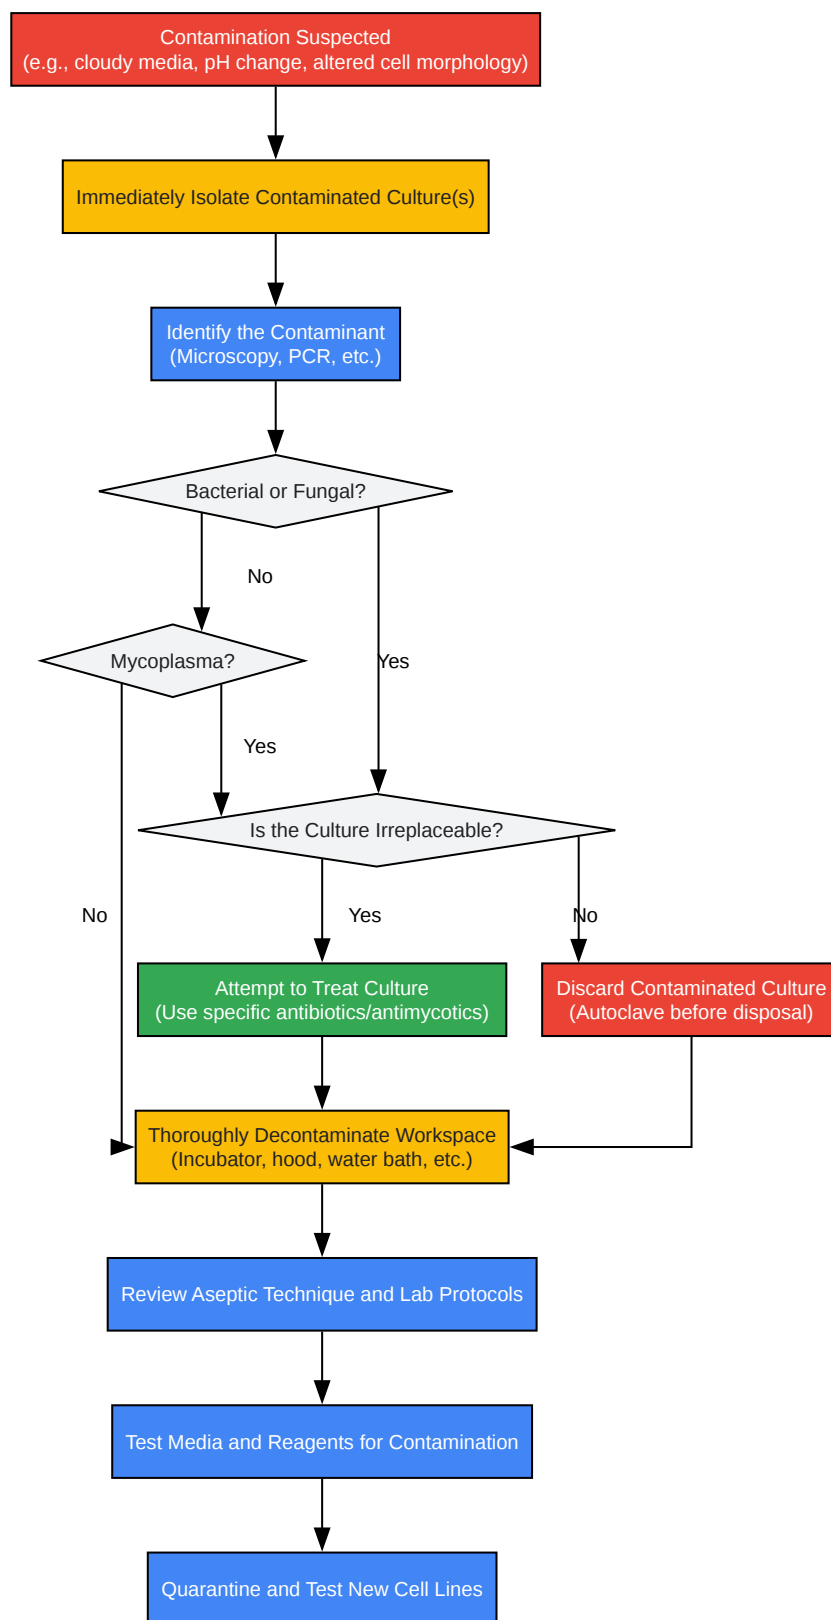 Contamination Suspected
(e.g., cloudy media, pH change, altered cell morphology)
Immediately Isolate Contaminated Culture(s)
Identify the Contaminant
(Microscopy, PCR, etc.)
Bacterial or Fungal?
No
Mycoplasma?
Yes
Yes
Is the Culture Irreplaceable?
No
Yes
No
Attempt to Treat Culture
(Use specific antibiotics/antimycotics)
Discard Contaminated Culture
(Autoclave before disposal)
Thoroughly Decontaminate Workspace
(Incubator, hood, water bath, etc.)
Review Aseptic Technique and Lab Protocols
Test Media and Reagents for Contamination
Quarantine and Test New Cell Lines